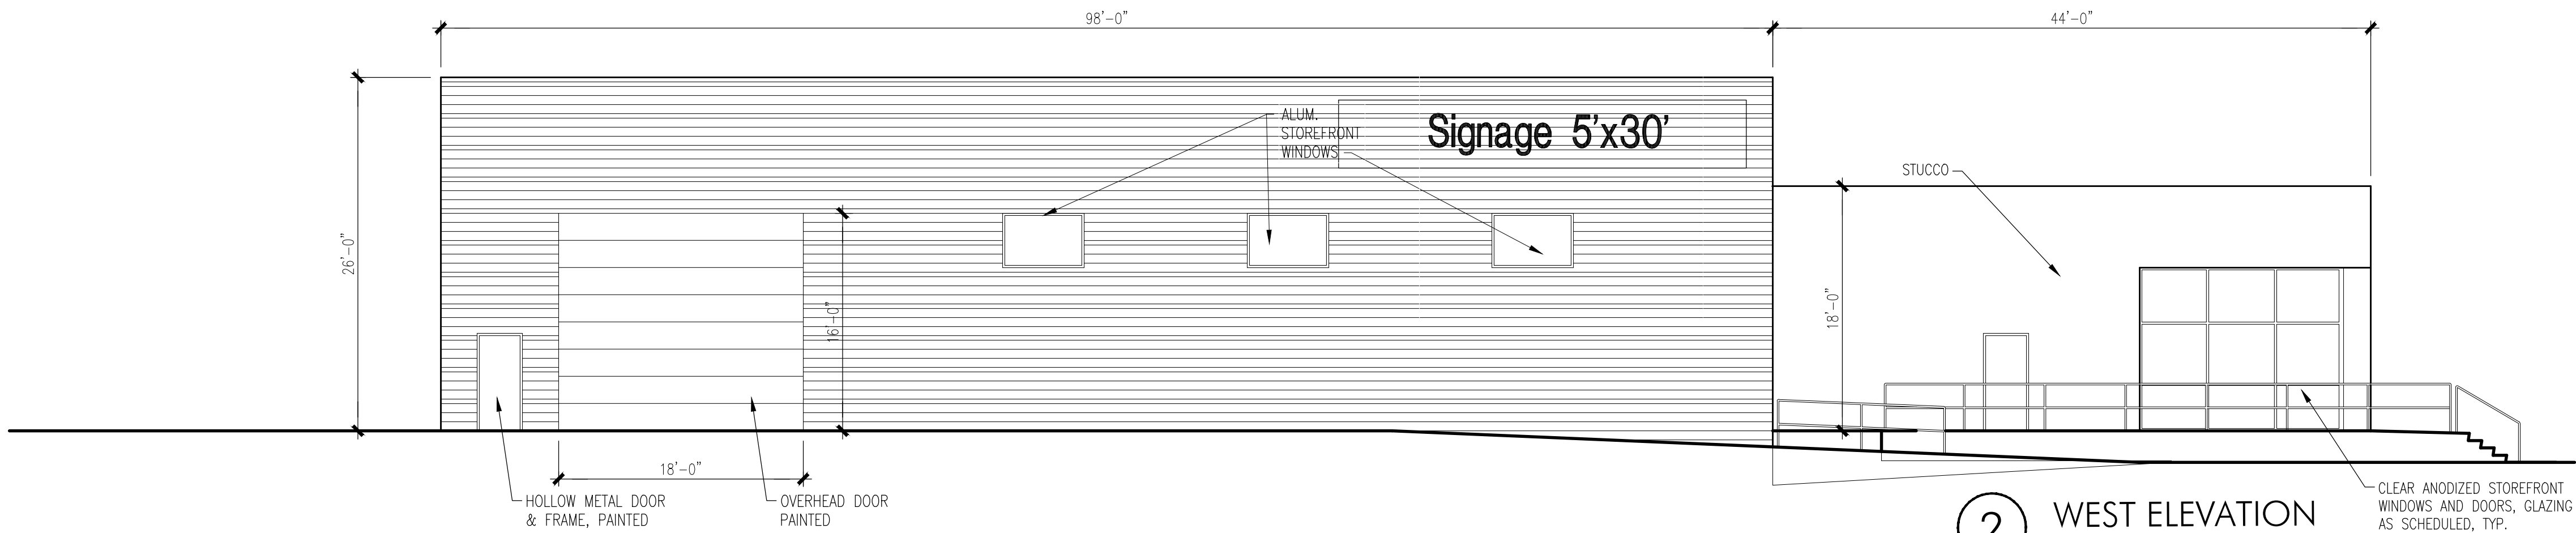 98'-0"
44'-0"
ALUM.
STOREFRONT
WINDOWS
Signage 5'x30'
STUCCO
26'-0"
16'-0"
18'-0"
18'-0"
HOLLOW METAL DOOR
& FRAME, PAINTED
OVERHEAD DOOR
PAINTED
2
WEST ELEVATION
CLEAR ANODIZED STOREFRONT
WINDOWS AND DOORS, GLAZING
AS SCHEDULED, TYP.